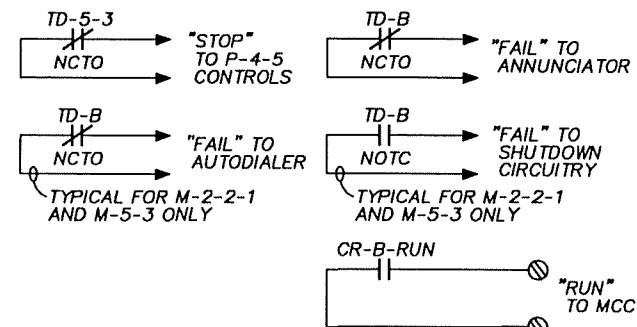 TD-5-3
NCTO
"STOP"
TO P-4-5
CONTROLS
TD-B
NCTO
"FAIL" TO
ANNUNCIATOR
TD-B
NCTO
"FAIL" TO
AUTODIALER
TYPICAL FOR M-2-2-1
AND M-5-3 ONLY
TD-B
NOTC
"FAIL" TO
SHUTDOWN
CIRCUITRY
TYPICAL FOR M-2-2-1
AND M-5-3 ONLY
CR-B-RUN
"RUN"
TO MCC